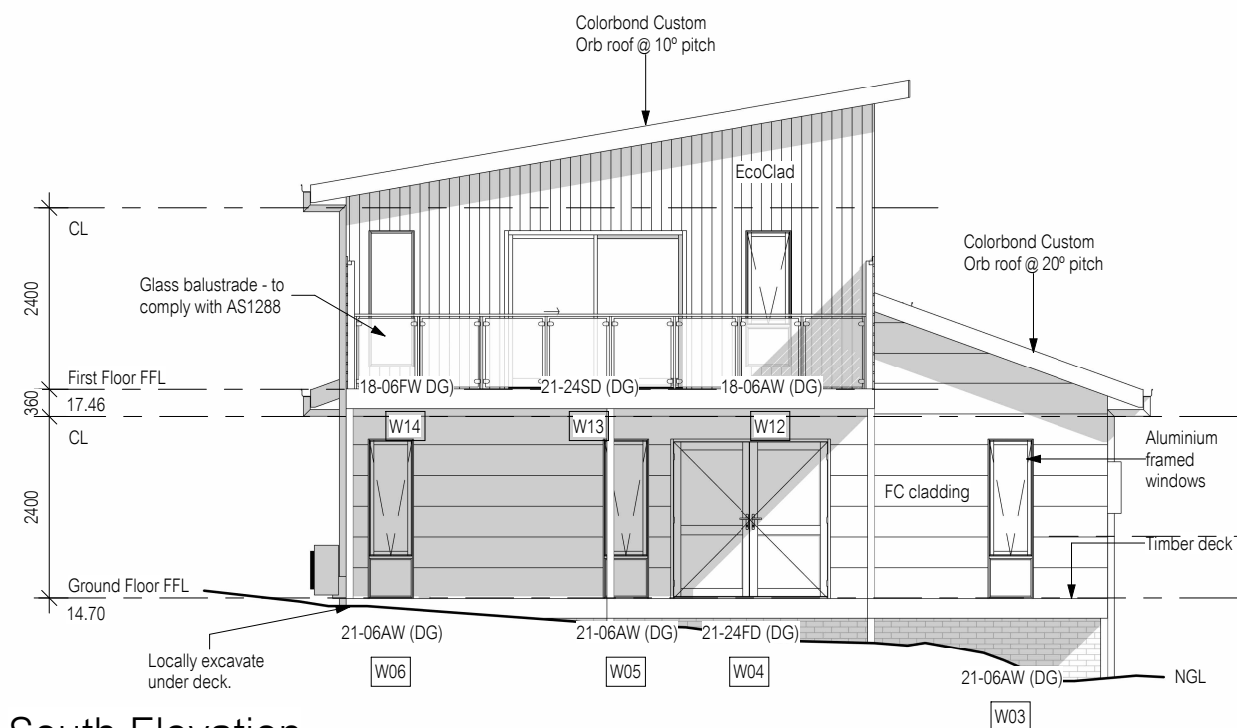 Colorbond Custom
Orb roof @ 10º pitch
EcoClad
CL
Colorbond Custom
Orb roof @ 20º pitch
2400
Glass balustrade - to
comply with AS1288
First Floor FFL
18-06FW DG)
21-24SD (DG)
18-06AW (DG)
360
17.46
CL
W14
W13
W12
Aluminium
framed
windows
2400
FC cladding
Timber deck
Ground Floor FFL
14.70
21-06AW (DG)
21-06AW (DG)
21-24FD (DG)
Locally excavate
under deck.
W06
W05
W04
21-06AW (DG)
NGL
W03
South Elevation